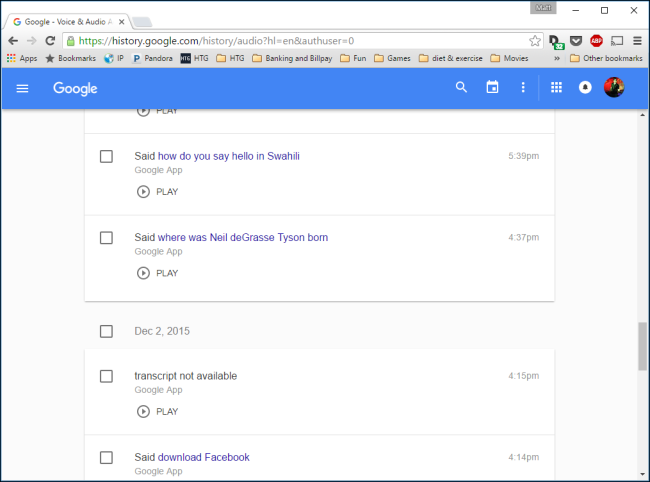 Matt
Google - Voice & Audio A
https://history.google.com/history/audio?hl=en&authuser=0
32
ABP
Apps Bookmarks IP Pandora HTG HTG HTG Banking and Billpay Fun Games diet & exercise Movies » Other bookmarks
Google
PLAY
Said how do you say hello in Swahili 5:39pm
Google App
PLAY
Said where was Neil deGrasse Tyson born 4:37pm
Google App
PLAY
Dec 2, 2015
transcript not available 4:15pm
Google App
PLAY
Said download Facebook 4:14pm
Google App